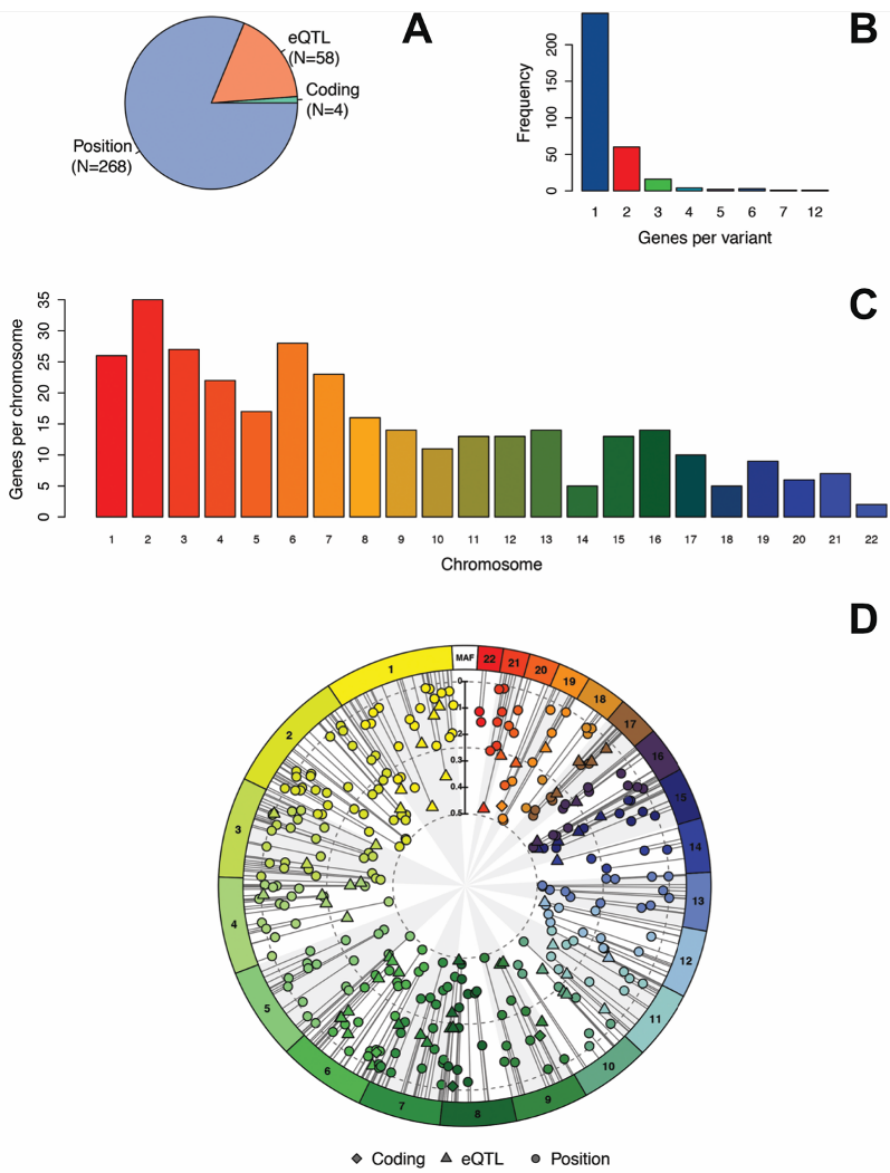 A
eQTL
(N=58)
Coding
(N=4)
Position
(N=268)
B
Frequency
200
150
100
50
0
1 2 3 4 5 6 7 12
Genes per variant
C
Genes per chromosome
35
30
25
20
15
10
5
0
1 2 3 4 5 6 7 8 9 10 11 12 13 14 15 16 17 18 19 20 21 22
Chromosome
D
MAF
22
21
20
19
18
17
16
15
14
13
12
11
10
9
8
7
6
5
4
3
2
1
0
0.1
0.2
0.3
0.4
0.5
Coding eQTL Position